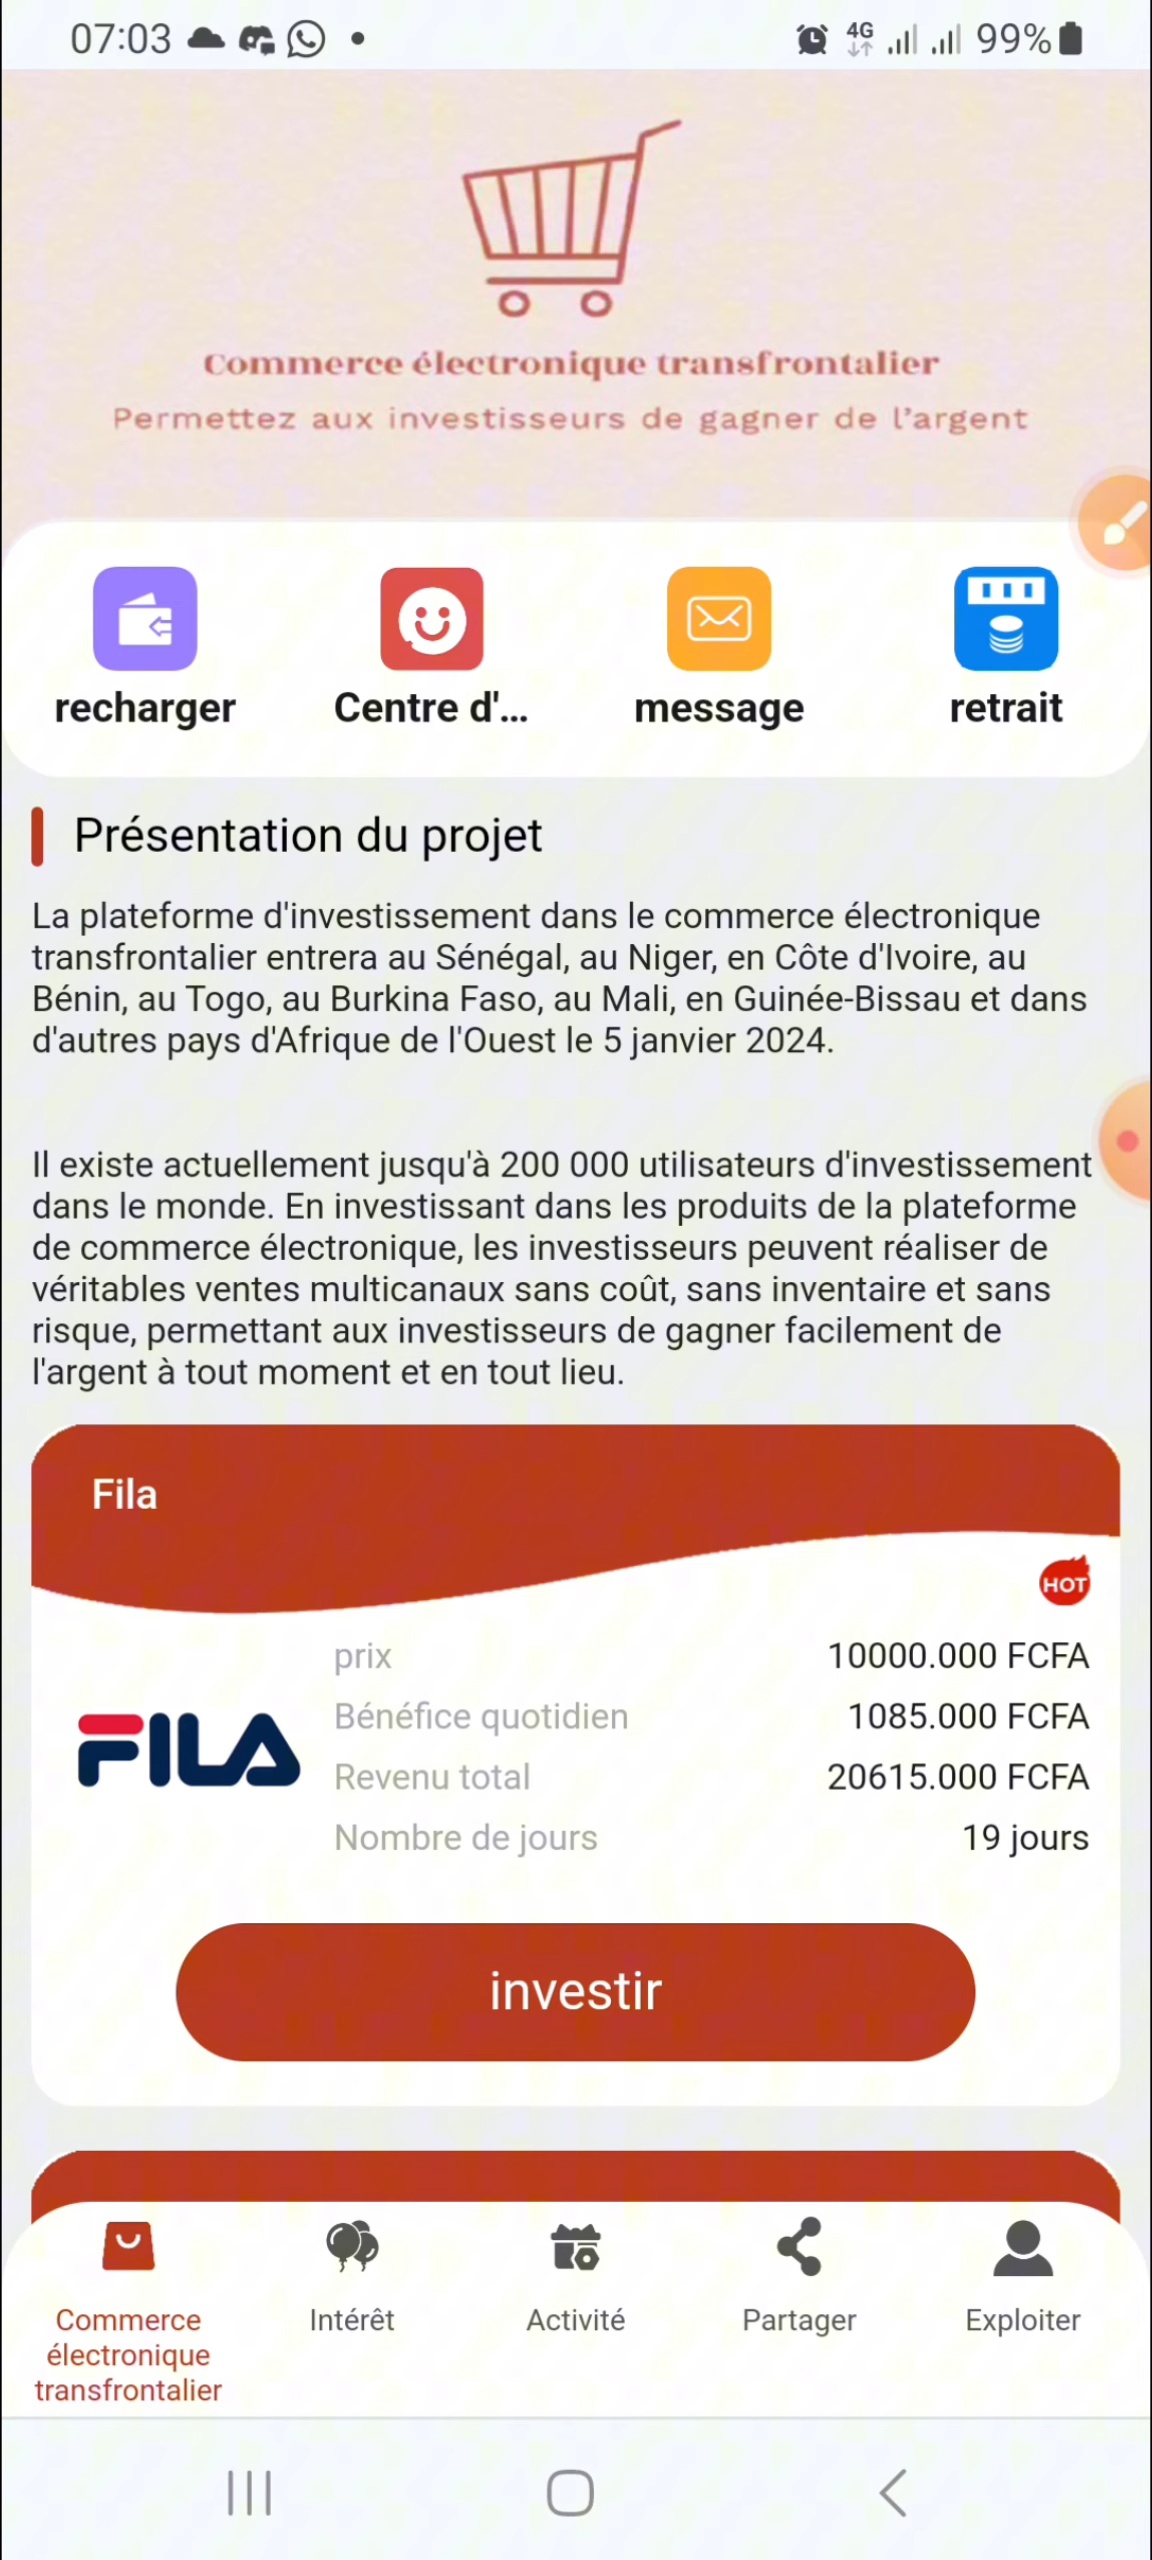 07:03
4G
99%
Commerce électronique transfrontalier
Permettez aux investisseurs de gagner de l'argent
recharger
Centre d'...
message
retrait
Présentation du projet
La plateforme d'investissement dans le commerce électronique
transfrontalier entrera au Sénégal, au Niger, en Côte d'Ivoire, au
Bénin, au Togo, au Burkina Faso, au Mali, en Guinée-Bissau et dans
d'autres pays d'Afrique de l'Ouest le 5 janvier 2024.
Il existe actuellement jusqu'à 200 000 utilisateurs d'investissement
dans le monde. En investissant dans les produits de la plateforme
de commerce électronique, les investisseurs peuvent réaliser de
véritables ventes multicanaux sans coût, sans inventaire et sans
risque, permettant aux investisseurs de gagner facilement de
l'argent à tout moment et en tout lieu.
Fila
HOT
FILA
prix 10000.000 FCFA
Bénéfice quotidien 1085.000 FCFA
Revenu total 20615.000 FCFA
Nombre de jours 19 jours
investir
Commerce
électronique
transfrontalier
Intérêt
Activité
Partager
Exploiter